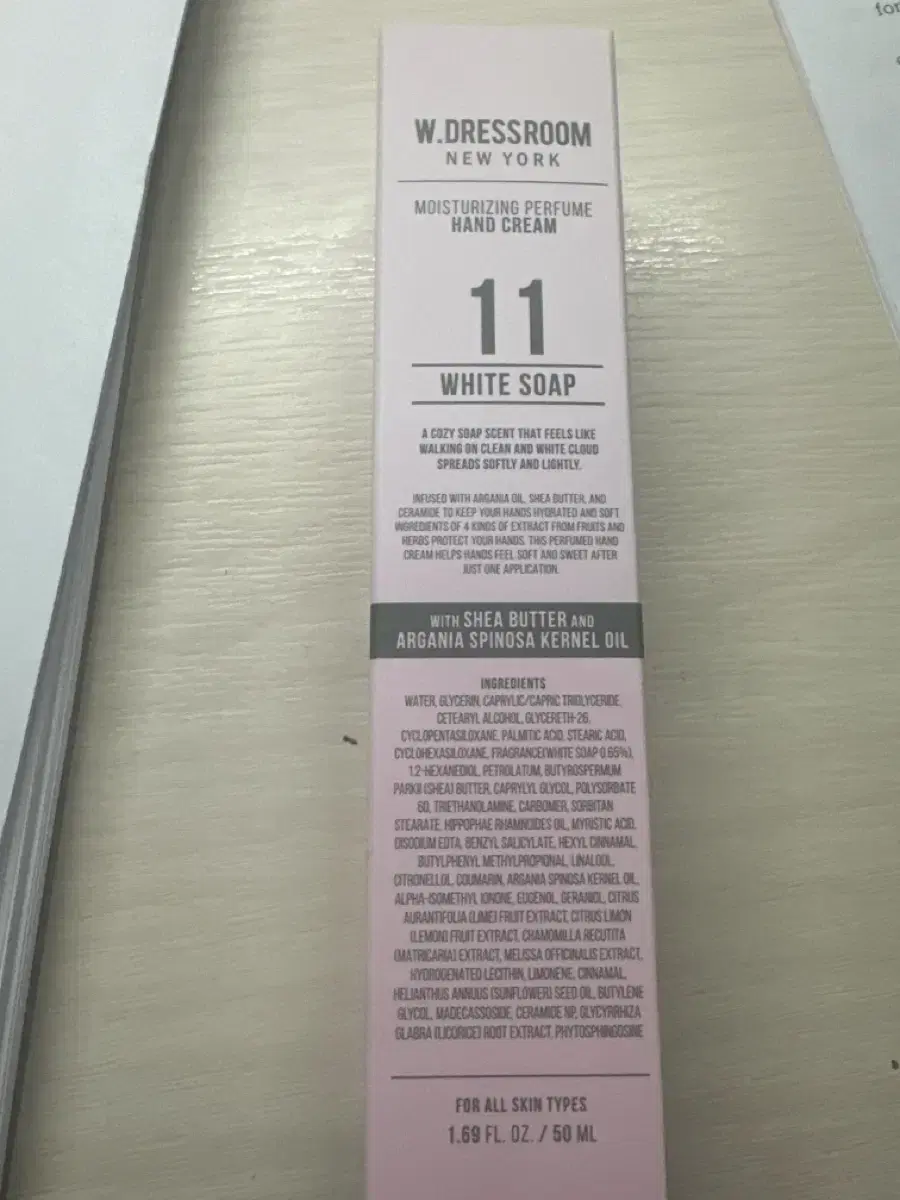 for
W.DRESSROOM
NEW YORK
MOISTURIZING PERFUME
HAND CREAM
11
WHITE SOAP
A COZY SOAP SCENT THAT FEELS LIKE
WALKING ON CLEAN AND WHITE CLOUD
SPREADS SOFTLY AND LIGHTLY.
INFUSED WITH ARGANIA OIL, SHEA BUTTER, AND
CERAMIDE TO KEEP YOUR HANDS HYDRATED AND SOFT
INGREDIENTS OF 4 KINDS OF EXTRACT FROM FRUITS AND
HERBS PROTECT YOUR HANDS. THIS PERFUMED HAND
CREAM HELPS HANDS FEEL SOFT AND SWEET AFTER
JUST ONE APPLICATION.
WITH SHEA BUTTER AND
ARGANIA SPINOSA KERNEL OIL
INGREDIENTS
WATER, GLYCERIN, CAPRYLIC/CAPRIC TRIGLYCERIDE,
CETEARYL ALCOHOL, GLYCERETH-26,
CYCLOPENTASILOXANE, PALMITIC ACID, STEARIC ACID,
CYCLOHEXASILOXANE, FRAGRANCE(WHITE SOAP 0.65%),
1,2-HEXANEDIOL, PETROLATUM, BUTYROSPERMUM
PARKII (SHEA) BUTTER, CAPRYLYL GLYCOL, POLYSORBATE
60, TRIETHANOLAMINE, CARBOMER, SORBITAN
STEARATE, HIPPOPHAE RHAMNOIDES OIL, MYRISTIC ACID,
DISODIUM EDTA, BENZYL SALICYLATE, HEXYL CINNAMAL,
BUTYLPHENYL METHYLPROPIONAL, LINALOOL,
CITRONELLOL, COUMARIN, ARGANIA SPINOSA KERNEL OIL,
ALPHA-ISOMETHYL IONONE, EUGENOL, GERANIOL, CITRUS
AURANTIFOLIA (LIME) FRUIT EXTRACT, CITRUS LIMON
(LEMON) FRUIT EXTRACT, CHAMOMILLA RECUTITA
(MATRICARIA) EXTRACT, MELISSA OFFICINALIS EXTRACT,
HYDROGENATED LECITHIN, LIMONENE, CINNAMAL,
HELIANTHUS ANNUUS (SUNFLOWER) SEED OIL, BUTYLENE
GLYCOL, MADECASSOSIDE, CERAMIDE NP, GLYCYRRHIZA
GLABRA (LICORICE) ROOT EXTRACT, PHYTOSPHINGOSINE
FOR ALL SKIN TYPES
1.69 FL. OZ. / 50 ML